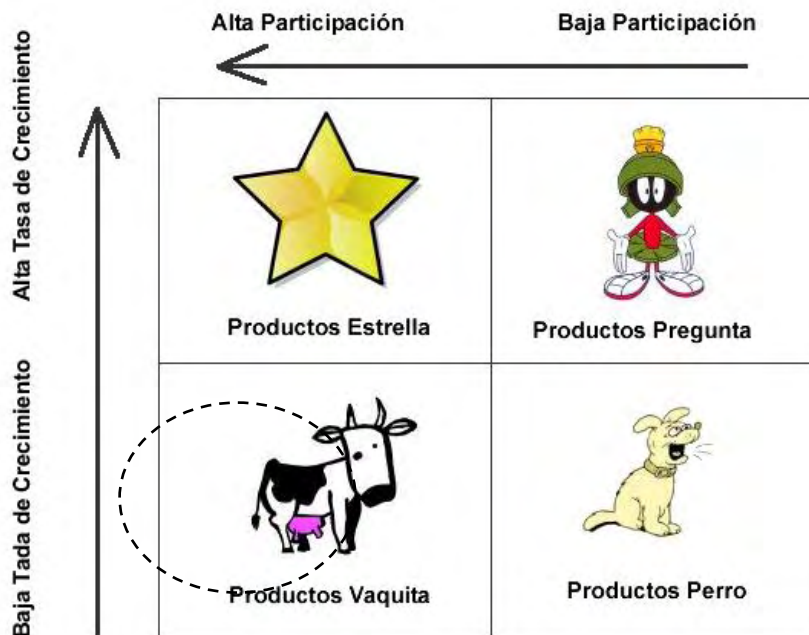 Alta Participación
Baja Participación
Alta Tasa de Crecimiento
Productos Estrella
Productos Pregunta
Baja Tada de Crecimiento
Productos Vaquita
Productos Perro